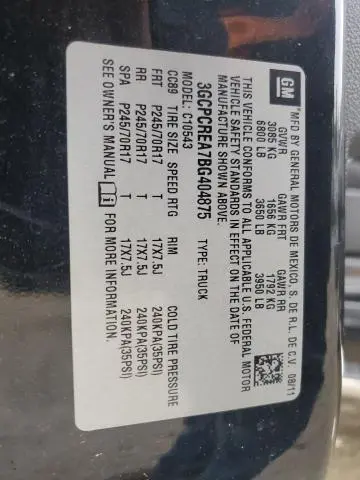 GM
MFD BY GENERAL MOTORS DE MEXICO, S. DE R.L. DE C.V. 08/11
GVWR GAWR FRT GAWR RR
3085 KG 1656 KG 1792 KG
6800 LB 3650 LB 3950 LB
THIS VEHICLE CONFORMS TO ALL APPLICABLE U.S. FEDERAL MOTOR
VEHICLE SAFETY STANDARDS IN EFFECT ON THE DATE OF
MANUFACTURE SHOWN ABOVE.
3GCPCREA7BG404875 TYPE: TRUCK
MODEL: C10543
CC89 TIRE SIZE SPEED RTG RIM COLD TIRE PRESSURE
FRT P245/70R17 T 17X7.5J 240KPA(35PSI)
RR P245/70R17 T 17X7.5J 240KPA(35PSI)
SPA P245/70R17 T 17X7.5J 240KPA(35PSI)
SEE OWNER'S MANUAL FOR MORE INFORMATION.